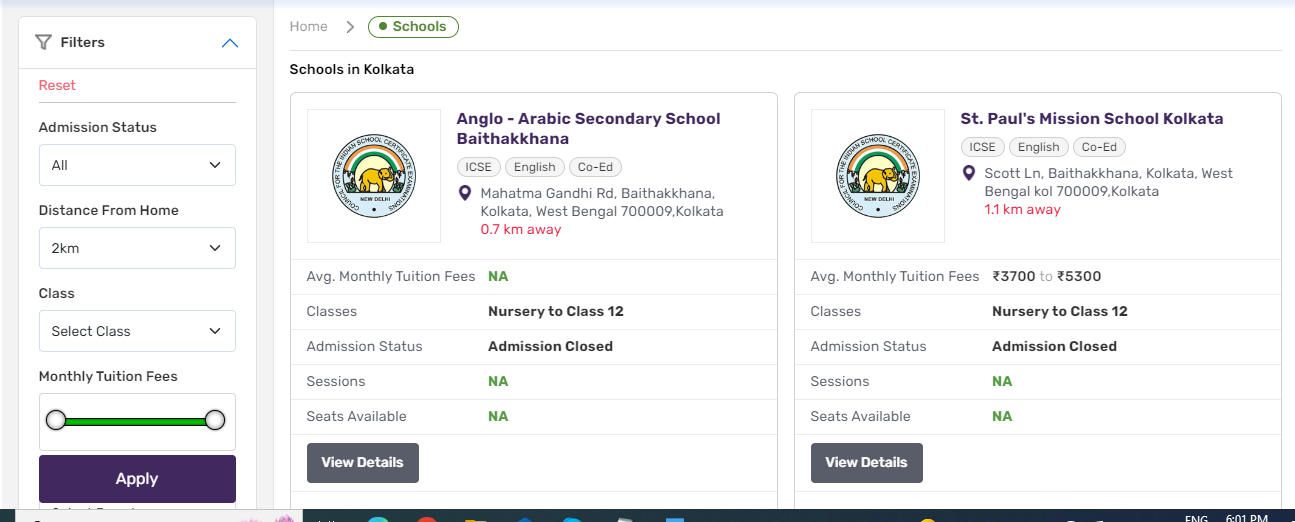 Filters
Reset
Admission Status
All
Distance From Home
2km
Class
Select Class
Monthly Tuition Fees
Apply
Home
Schools
Schools in Kolkata
Anglo - Arabic Secondary School
Baithakkhana
ICSE English Co-Ed
Mahatma Gandhi Rd, Baithakkhana,
Kolkata, West Bengal 700009,Kolkata
0.7 km away
COUNCIL FOR THE INDIAN SCHOOL CERTIFICATE EXAMINATIONS
NEW DELHI
Avg. Monthly Tuition Fees NA
Classes Nursery to Class 12
Admission Status Admission Closed
Sessions NA
Seats Available NA
View Details
St. Paul's Mission School Kolkata
ICSE English Co-Ed
Scott Ln, Baithakkhana, Kolkata, West
Bengal kol 700009,Kolkata
1.1 km away
COUNCIL FOR THE INDIAN SCHOOL CERTIFICATE EXAMINATIONS
NEW DELHI
Avg. Monthly Tuition Fees ₹3700 to ₹5300
Classes Nursery to Class 12
Admission Status Admission Closed
Sessions NA
Seats Available NA
View Details
ENG 6:01 PM